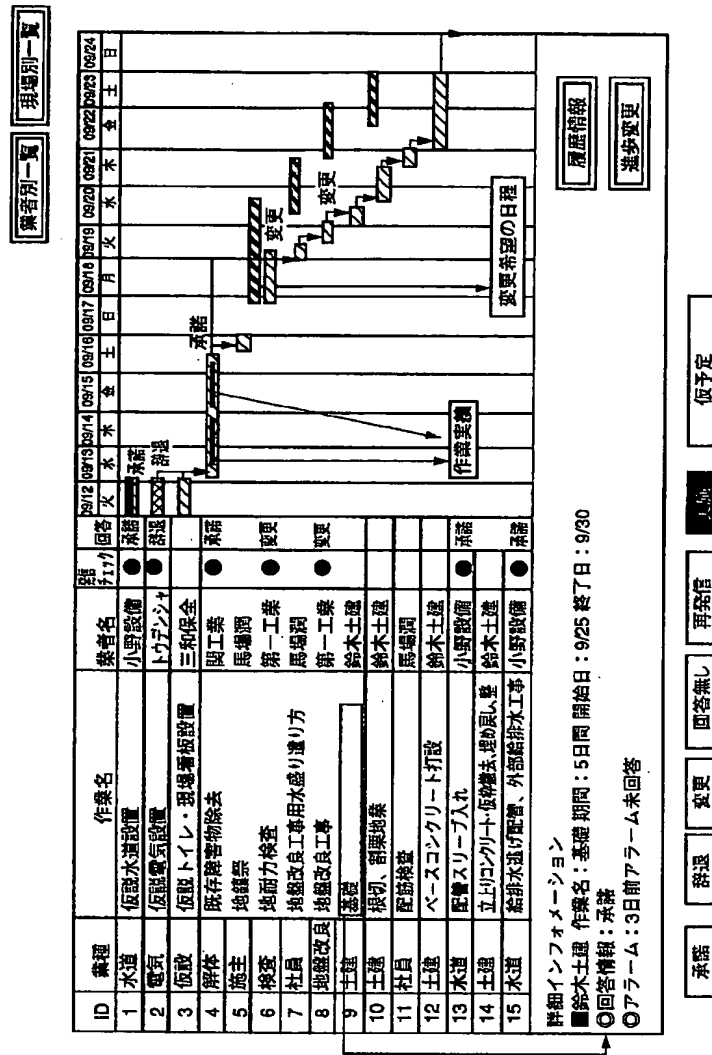 業者別一覧 現場別一覧
ID 業種 作業名 業者名 発信チェック 回答 09/12 09/13 09/14 09/15 09/16 09/17 09/18 09/19 09/20 09/21 09/22 09/23 09/24
火 水 木 金 土 日 月 火 水 木 金 土 日
1 水道 仮設水道設置 小野設備 ● 承諾 承諾
2 電気 仮設電気設置 トウデンシャ ● 辞退 辞退
3 仮設 仮設トイレ・現場看板設置 三和保全
4 解体 既存障害物除去 関工業 ● 承諾 承諾
5 施主 地鎮祭 馬場潤
6 検査 地耐力検査 第一工業 ● 変更 変更
7 社員 地盤改良工事用水盛り遣り方 馬場潤
8 地盤改良 地盤改良工事 第一工業 ● 変更 変更
9 土建 基礎 鈴木土建
10 土建 根切、割栗地業 鈴木土建
11 社員 配筋検査 馬場潤
12 土建 ベースコンクリート打設 鈴木土建
13 水道 配管スリーブ入れ 小野設備 ● 承諾
14 土建 立上りコンクリート・仮枠撤去、埋め戻し、整 鈴木土建
15 水道 給排水逃げ配管、外部給排水工事 小野設備 ● 承諾
作業実績
変更希望の日程
詳細インフォメーション
■鈴木土建 作業名：基礎 期間：5日間 開始日：9/25 終了日：9/30
◎回答情報：承諾
○アラーム：3日前アラーム未回答
履歴情報
進歩変更
承諾 辞退 変更 回答無し 再発信 実施 仮予定